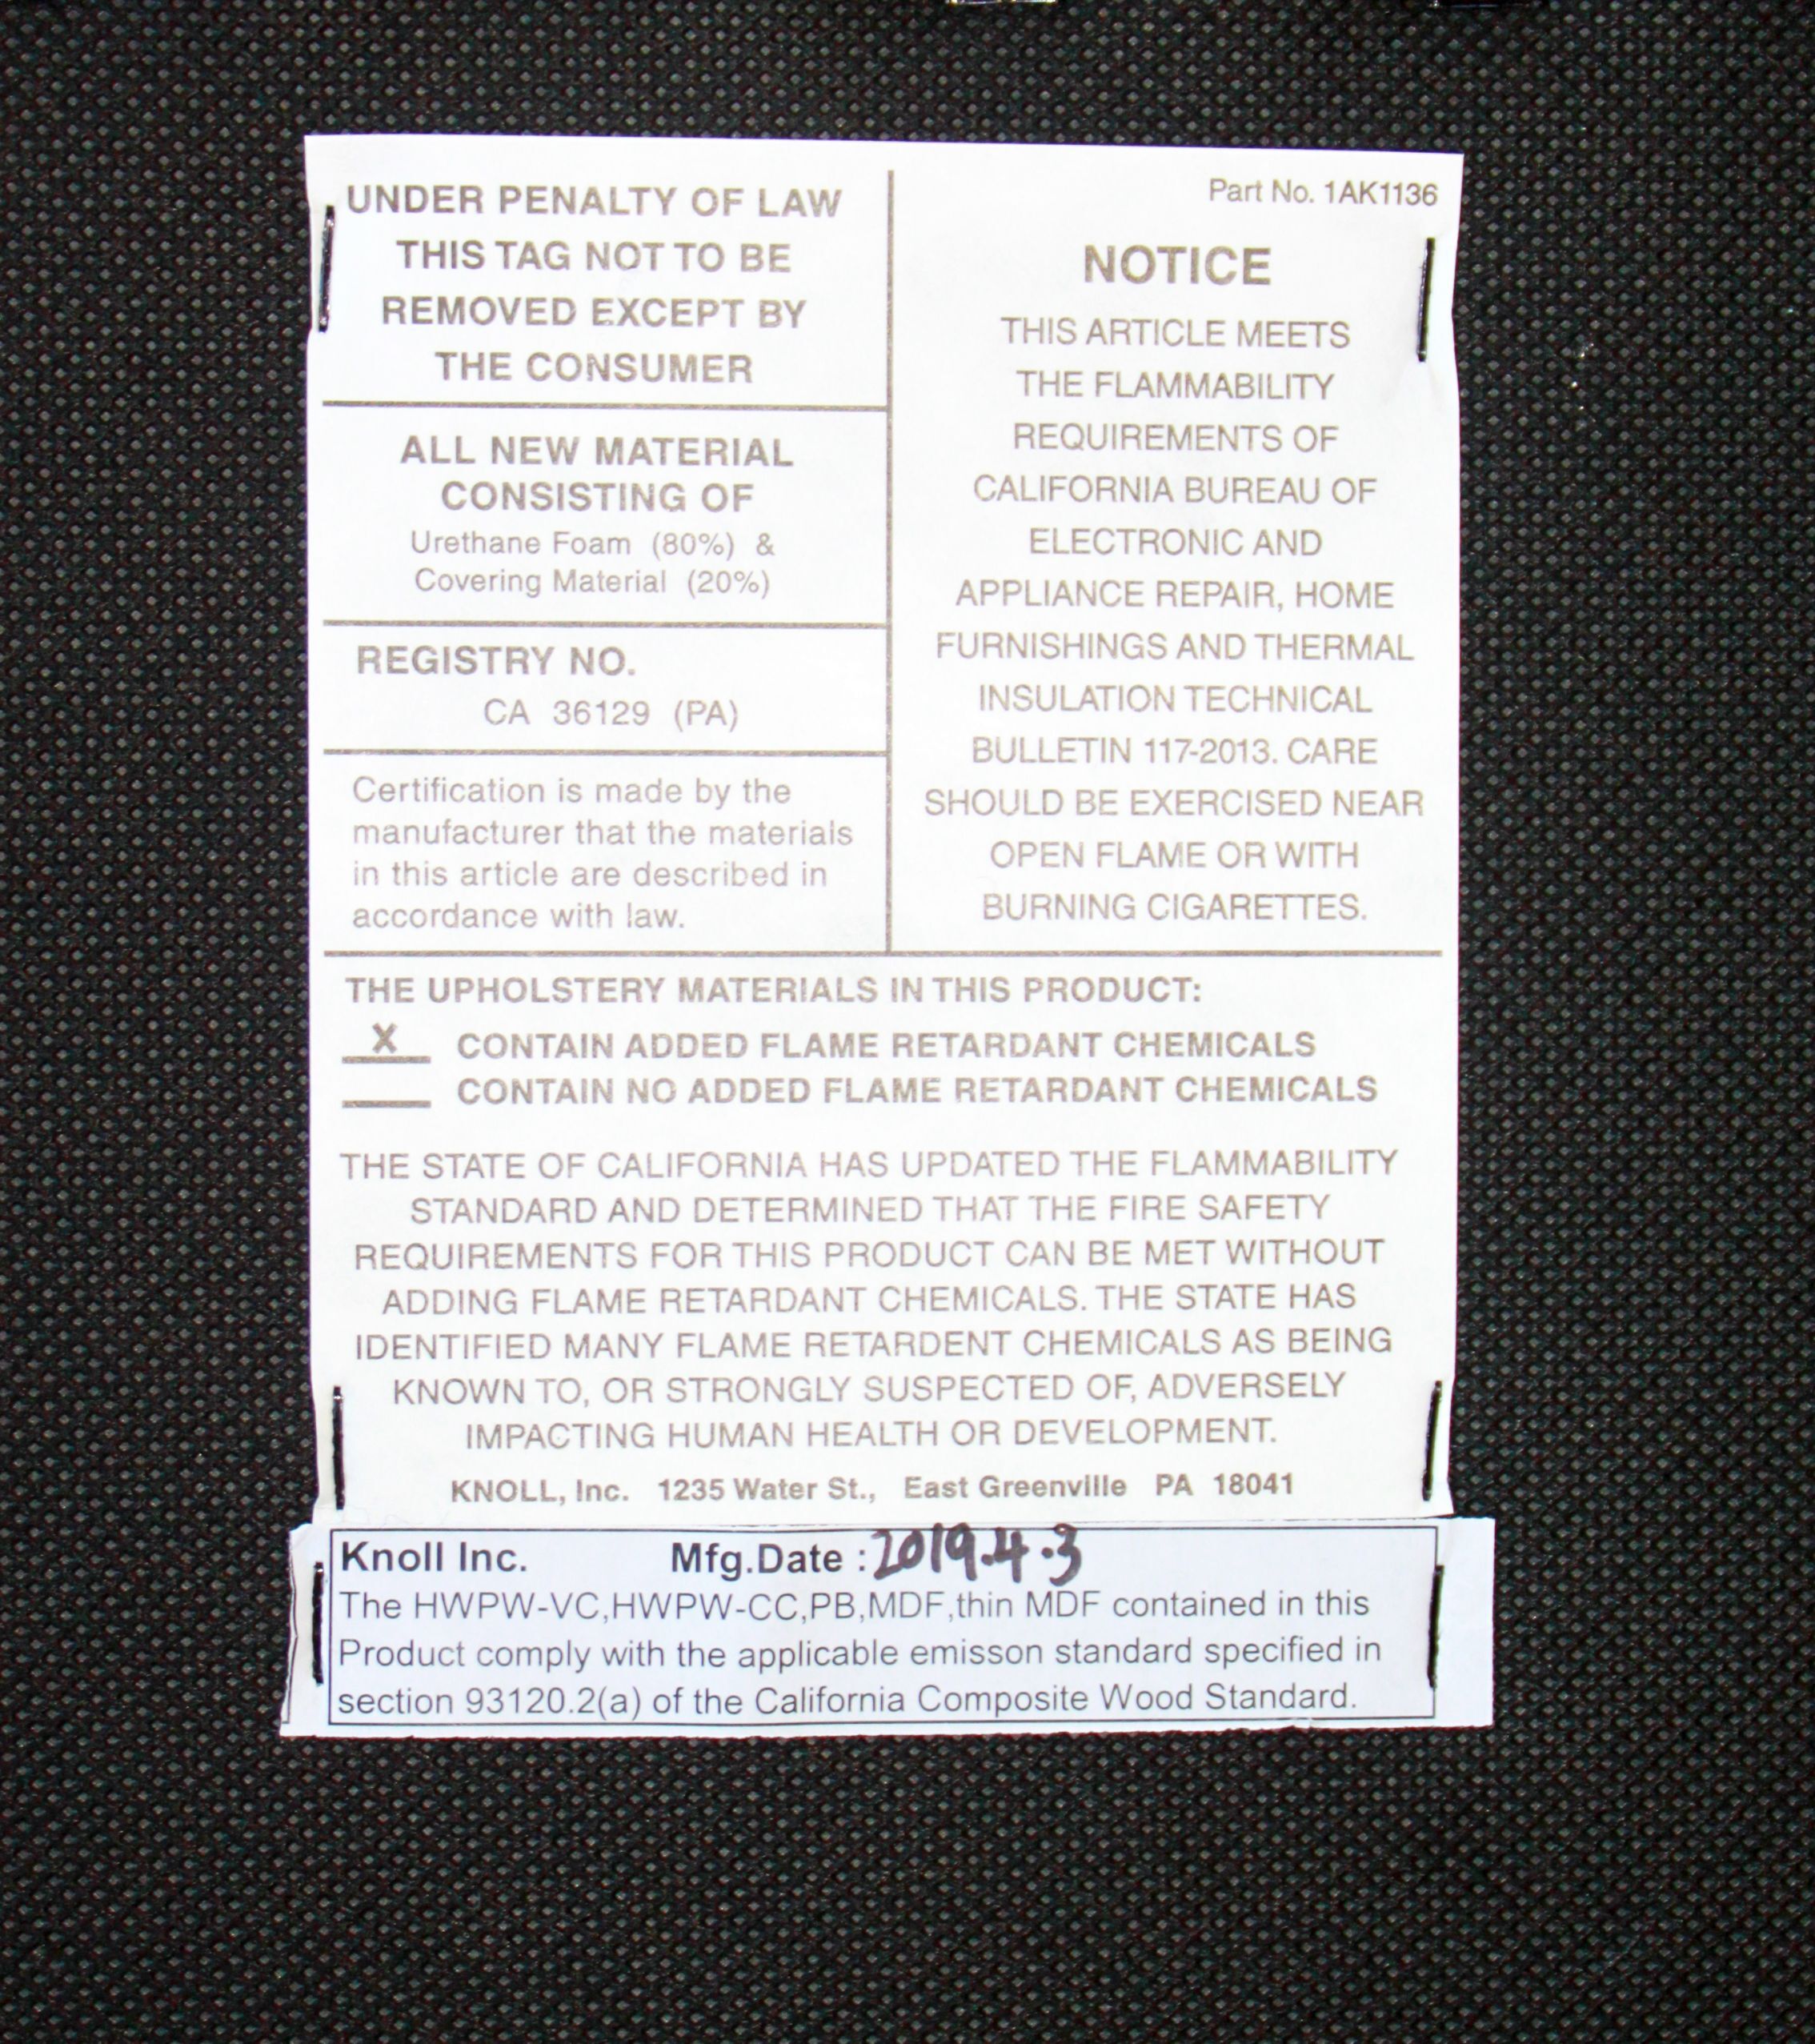 UNDER PENALTY OF LAW
THIS TAG NOT TO BE
REMOVED EXCEPT BY
THE CONSUMER
ALL NEW MATERIAL
CONSISTING OF
Urethane Foam (80%) &
Covering Material (20%)
REGISTRY NO.
CA 36129 (PA)
Certification is made by the
manufacturer that the materials
in this article are described in
accordance with law.
Part No. 1AK1136
NOTICE
THIS ARTICLE MEETS
THE FLAMMABILITY
REQUIREMENTS OF
CALIFORNIA BUREAU OF
ELECTRONIC AND
APPLIANCE REPAIR, HOME
FURNISHINGS AND THERMAL
INSULATION TECHNICAL
BULLETIN 117-2013. CARE
SHOULD BE EXERCISED NEAR
OPEN FLAME OR WITH
BURNING CIGARETTES.
THE UPHOLSTERY MATERIALS IN THIS PRODUCT:
X CONTAIN ADDED FLAME RETARDANT CHEMICALS
CONTAIN NO ADDED FLAME RETARDANT CHEMICALS
THE STATE OF CALIFORNIA HAS UPDATED THE FLAMMABILITY
STANDARD AND DETERMINED THAT THE FIRE SAFETY
REQUIREMENTS FOR THIS PRODUCT CAN BE MET WITHOUT
ADDING FLAME RETARDANT CHEMICALS. THE STATE HAS
IDENTIFIED MANY FLAME RETARDENT CHEMICALS AS BEING
KNOWN TO, OR STRONGLY SUSPECTED OF, ADVERSELY
IMPACTING HUMAN HEALTH OR DEVELOPMENT.
KNOLL, Inc. 1235 Water St., East Greenville PA 18041
Knoll Inc. Mfg.Date : 2019.4.3
The HWPW-VC,HWPW-CC,PB,MDF,thin MDF contained in this
Product comply with the applicable emisson standard specified in
section 93120.2(a) of the California Composite Wood Standard.